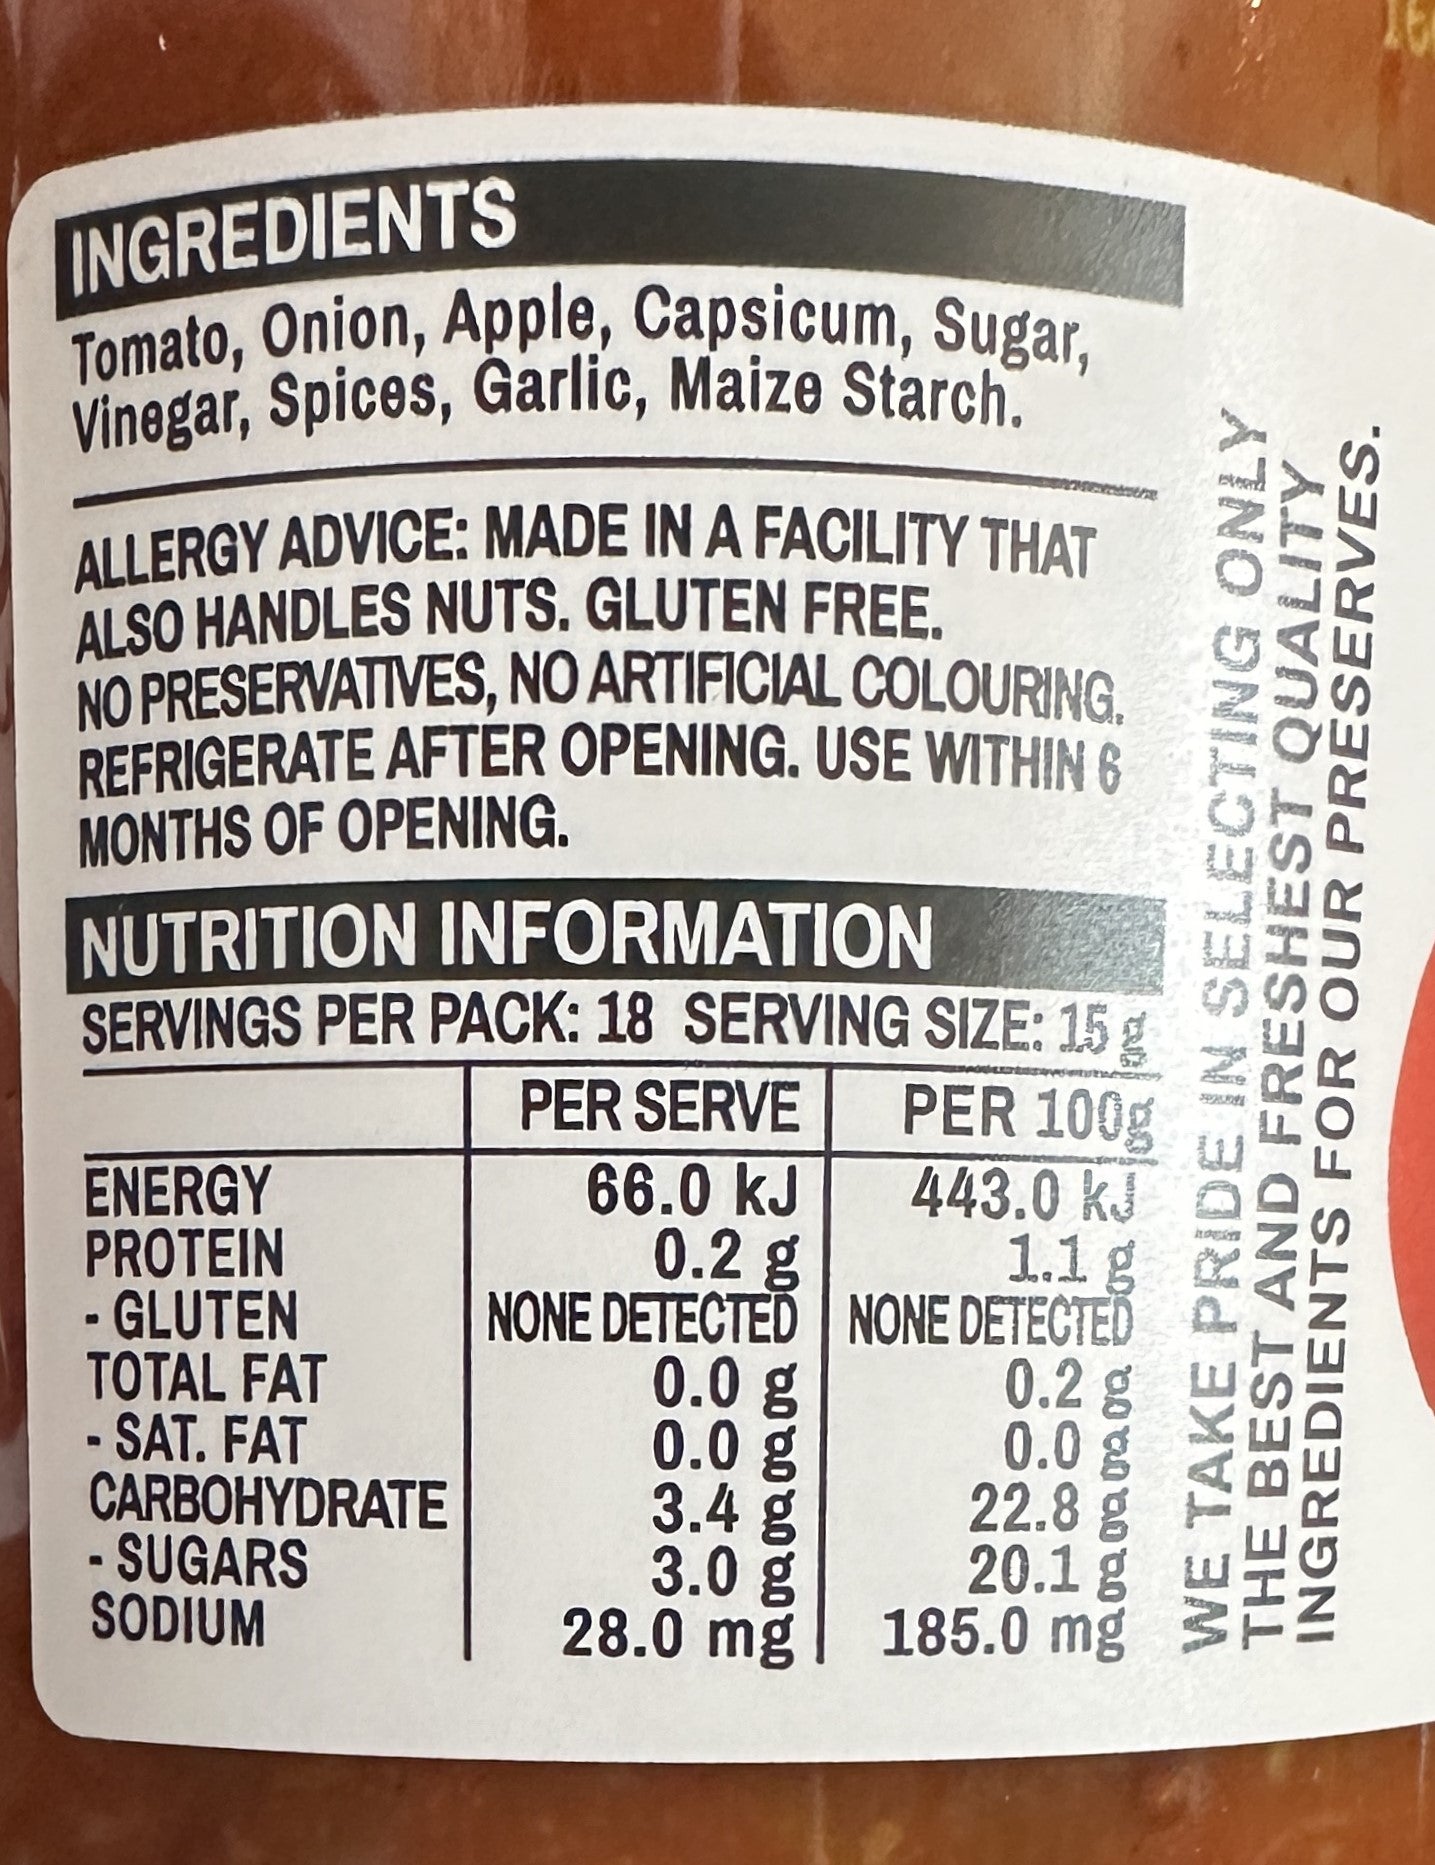 INGREDIENTS
Tomato, Onion, Apple, Capsicum, Sugar,
Vinegar, Spices, Garlic, Maize Starch.
ALLERGY ADVICE: MADE IN A FACILITY THAT
ALSO HANDLES NUTS. GLUTEN FREE.
NO PRESERVATIVES, NO ARTIFICIAL COLOURING.
REFRIGERATE AFTER OPENING. USE WITHIN 6
MONTHS OF OPENING.
NUTRITION INFORMATION
SERVINGS PER PACK: 18 SERVING SIZE: 15 g
PER SERVE PER 100g
ENERGY 66.0 kJ 443.0 kJ
PROTEIN 0.2 g 1.1 g
- GLUTEN NONE DETECTED NONE DETECTED
TOTAL FAT 0.0 g 0.2 g
- SAT. FAT 0.0 g 0.0 g
CARBOHYDRATE 3.4 g 22.8 g
- SUGARS 3.0 g 20.1 g
SODIUM 28.0 mg 185.0 mg
WE TAKE PRIDE IN SELECTING ONLY
THE BEST AND FRESHEST QUALITY
INGREDIENTS FOR OUR PRESERVES.